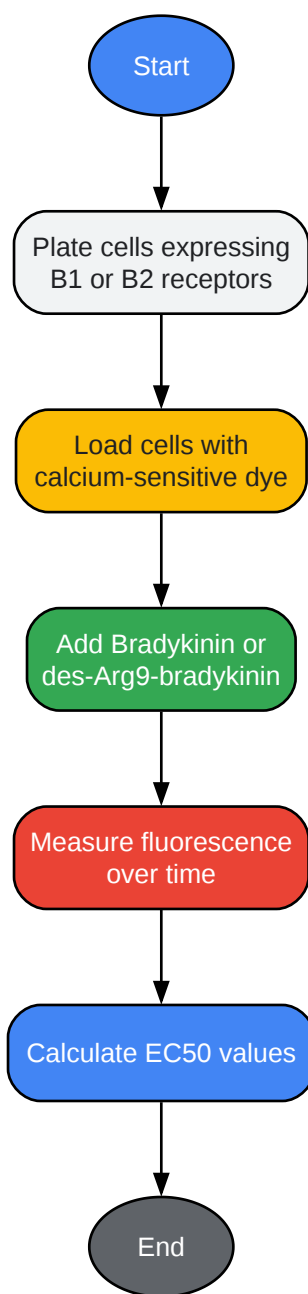 Start
Plate cells expressing
B1 or B2 receptors
Load cells with
calcium-sensitive dye
Add Bradykinin or
des-Arg9-bradykinin
Measure fluorescence
over time
Calculate EC50 values
End